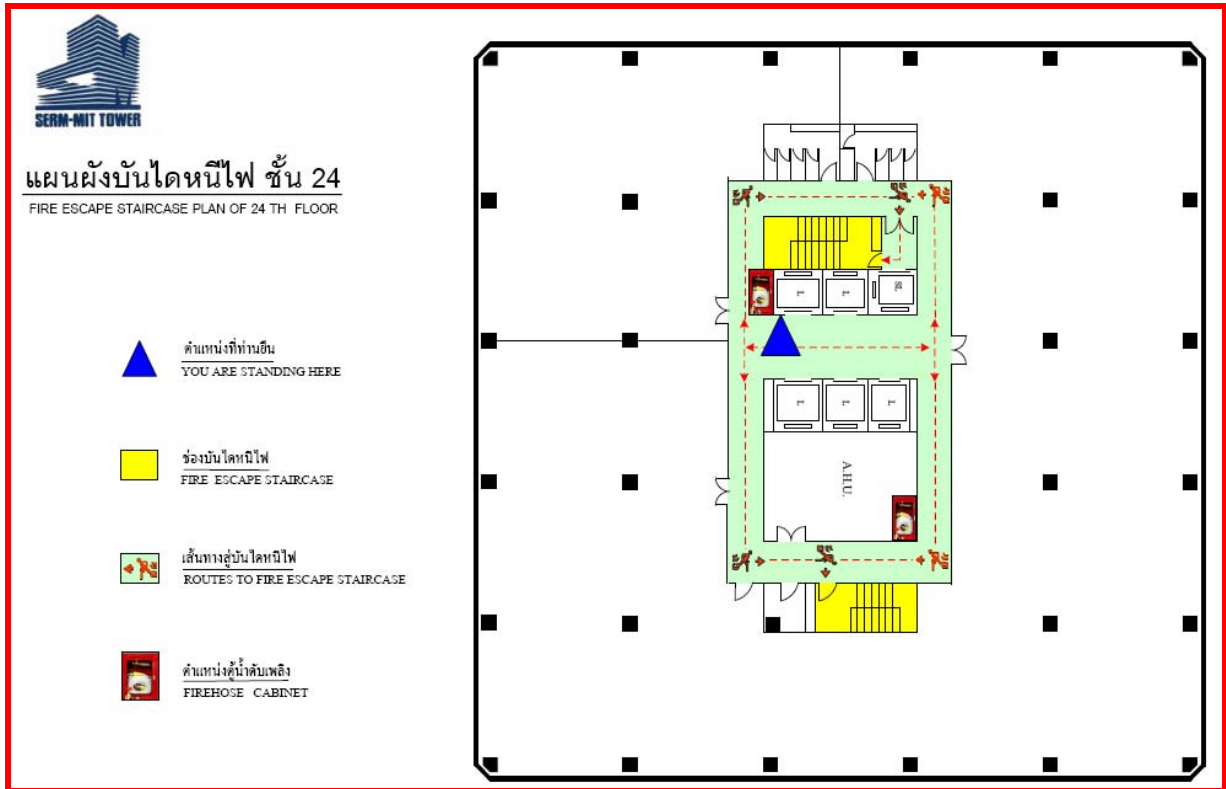 SERM-MIT TOWER
แผนผังบันไดหนีไฟ ชั้น 24
FIRE ESCAPE STAIRCASE PLAN OF 24 TH FLOOR
ตำแหน่งที่ท่านยืน
YOU ARE STANDING HERE
ช่องบันไดหนีไฟ
FIRE ESCAPE STAIRCASE
เส้นทางสู่บันไดหนีไฟ
ROUTES TO FIRE ESCAPE STAIRCASE
ตำแหน่งตู้น้ำดับเพลิง
FIREHOSE CABINET
L. L. SL.
L. L. L.
A.H.U.